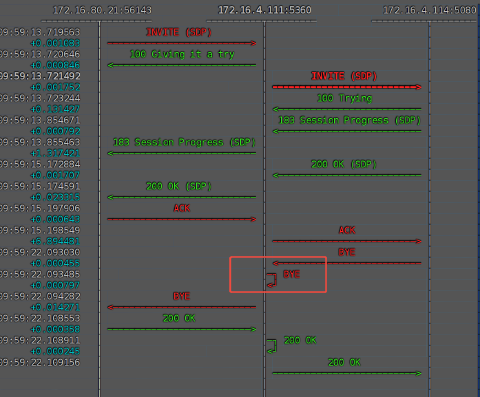 172.16.80.21:56143 172.16.4.111:5360 172.16.4.114:5080
09:59:13.719563 INVITE (SDP)
+0.001083
09:59:13.720646 100 Giving it a try
+0.000846
09:59:13.721492 INVITE (SDP)
+0.001752
09:59:13.723244 100 Trying
+0.131427
09:59:13.854671 183 Session Progress (SDP)
+0.000792
09:59:13.855463 183 Session Progress (SDP)
+1.317421
09:59:15.172884 200 OK (SDP)
+0.001707
09:59:15.174591 200 OK (SDP)
+0.023315
09:59:15.197906 ACK
+0.000643
09:59:15.198549 ACK
+6.894481
09:59:22.093030 BYE
+0.000455
09:59:22.093485 BYE
+0.000797
09:59:22.094282 BYE
+0.014271
09:59:22.108553 200 OK
+0.000358
09:59:22.108911 200 OK
+0.000245
09:59:22.109156 200 OK